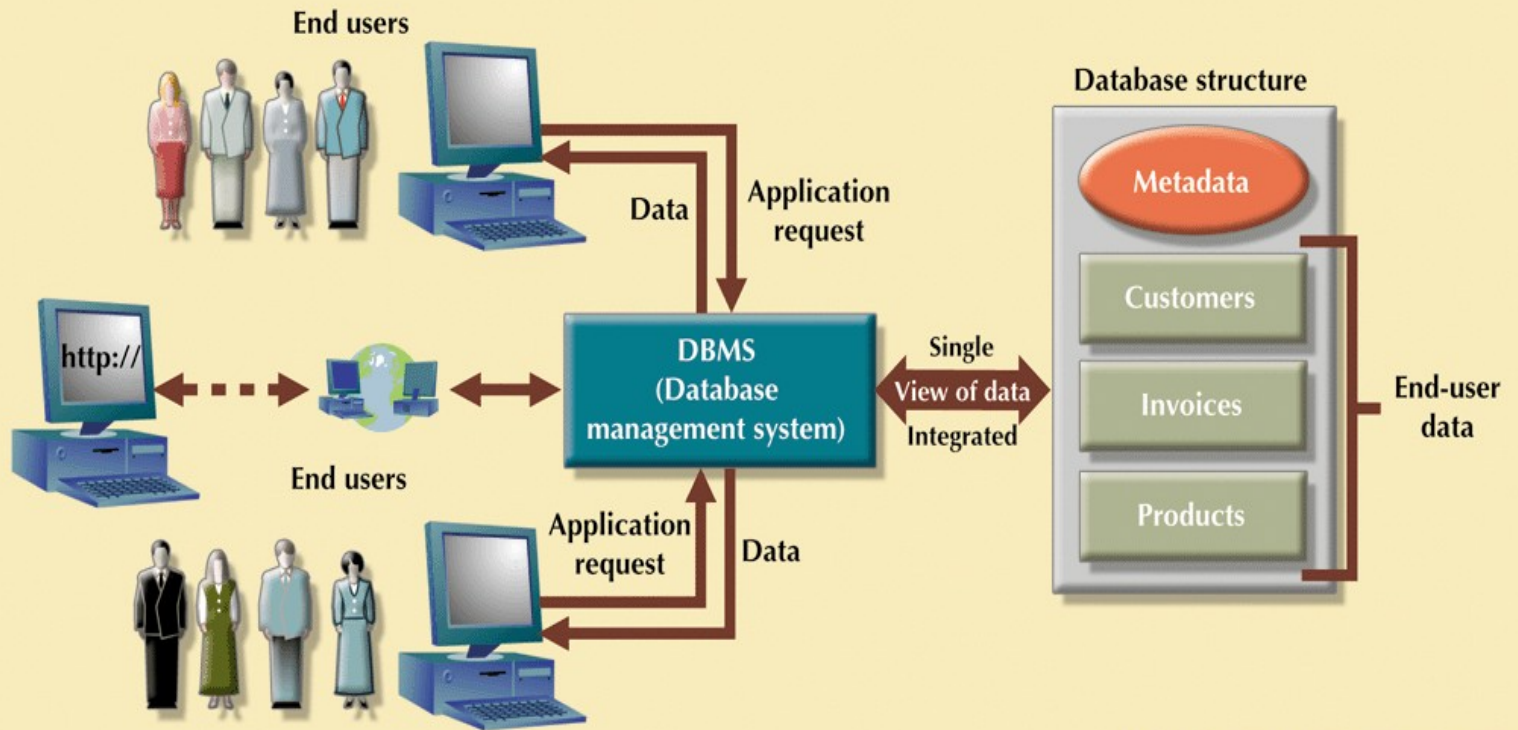 End users
Data
Application
request
http://
DBMS
(Database
management system)
Single
View of data
Integrated
Database structure
Metadata
Customers
Invoices
Products
End-user
data
End users
Application
request
Data